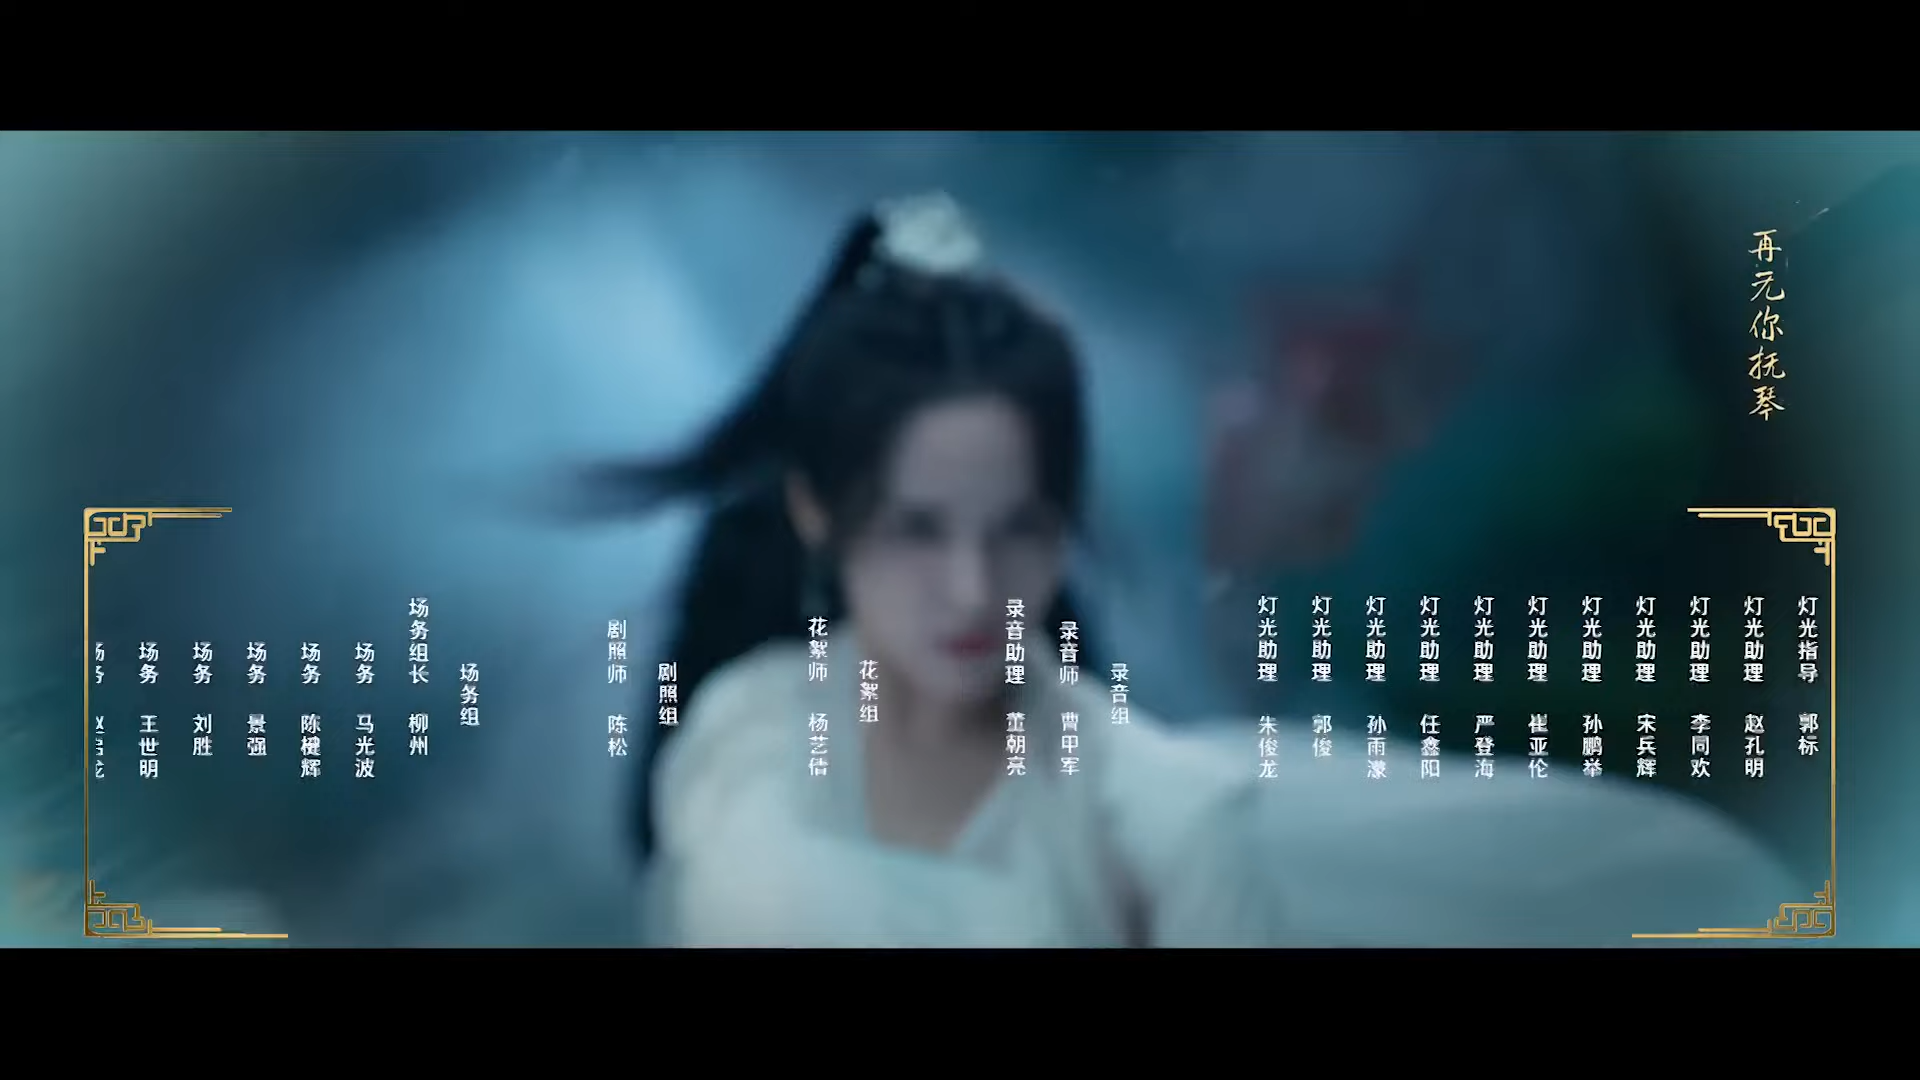 再无你抚琴
灯光指导 郭标
灯光助理 赵孔明
灯光助理 李同欢
灯光助理 宋兵辉
灯光助理 孙鹏举
灯光助理 崔亚伦
灯光助理 严登海
灯光助理 任鑫阳
灯光助理 孙雨濛
灯光助理 郭俊
灯光助理 朱俊龙
录音组
录音师 曹甲军
录音助理 董朝亮
花絮组
花絮师 杨艺倩
剧照组
剧照师 陈松
场务组
场务组长 柳州
场务 马光波
场务 陈楗辉
场务 景强
场务 刘胜
场务 王世明
场务